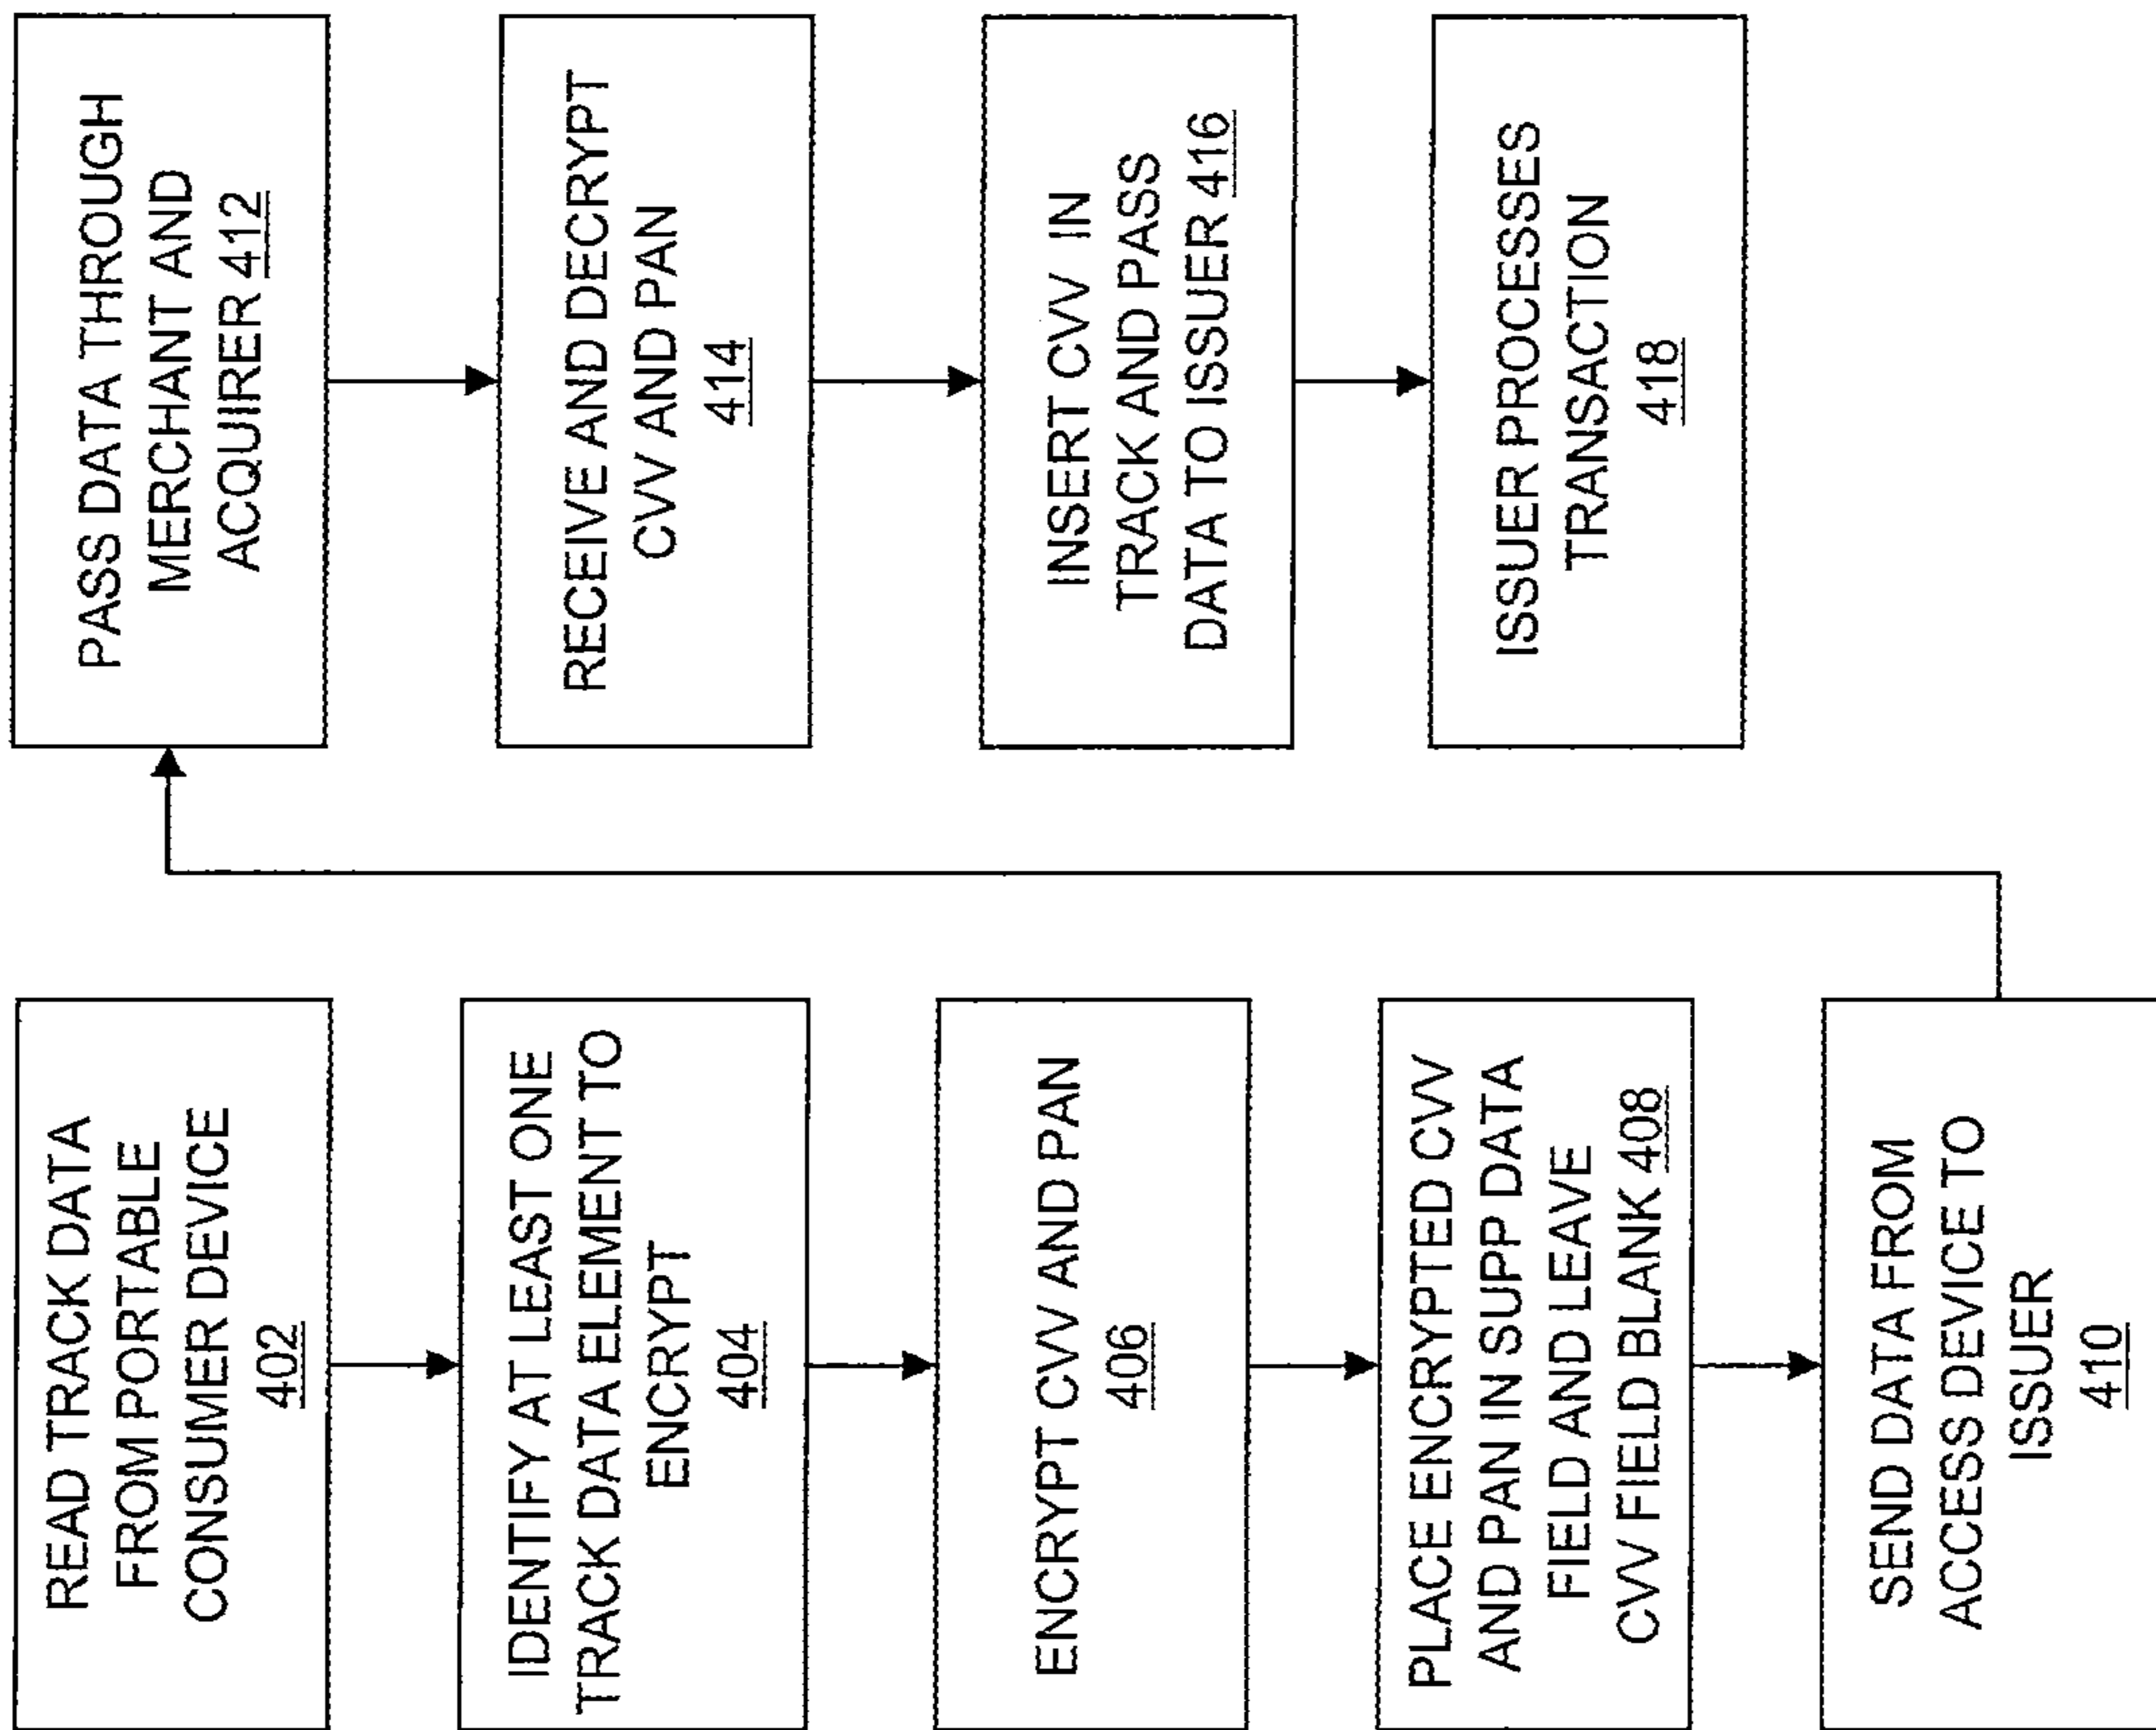 READ TRACK DATA
FROM PORTABLE
CONSUMER DEVICE
402
IDENTIFY AT LEAST ONE
TRACK DATA ELEMENT TO
ENCRYPT
404
ENCRYPT CVV AND PAN
406
PLACE ENCRYPTED CVV
AND PAN IN SUPP DATA
FIELD AND LEAVE
CVV FIELD BLANK 408
SEND DATA FROM
ACCESS DEVICE TO
ISSUER
410
PASS DATA THROUGH
MERCHANT AND
ACQUIRER 412
RECEIVE AND DECRYPT
CVV AND PAN
414
INSERT CVV IN
TRACK AND PASS
DATA TO ISSUER 416
ISSUER PROCESSES
TRANSACTION
418